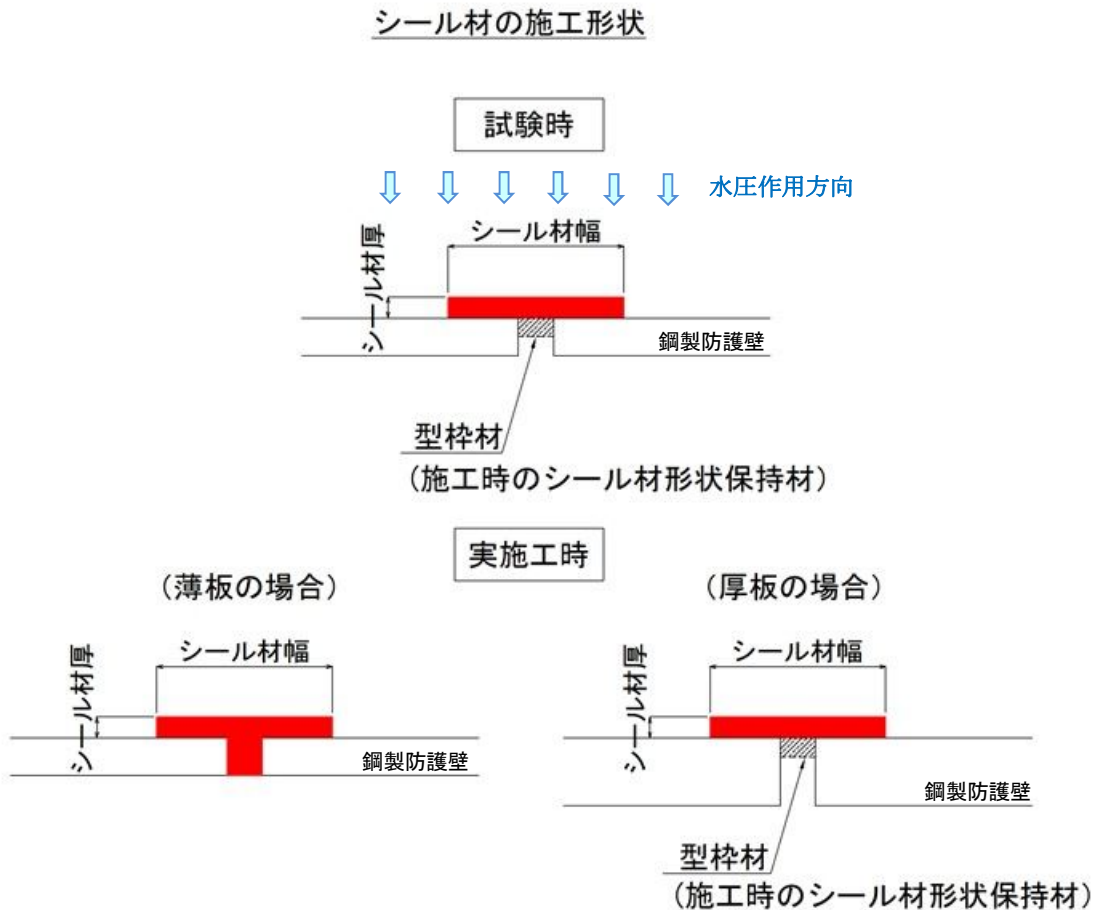 シール材の施工形状
試験時
水圧作用方向
シール材幅
シール材厚
鋼製防護壁
型枠材
(施工時のシール材形状保持材)
実施工時
(薄板の場合)
シール材幅
シール材厚
鋼製防護壁
(厚板の場合)
シール材幅
シール材厚
鋼製防護壁
型枠材
(施工時のシール材形状保持材)